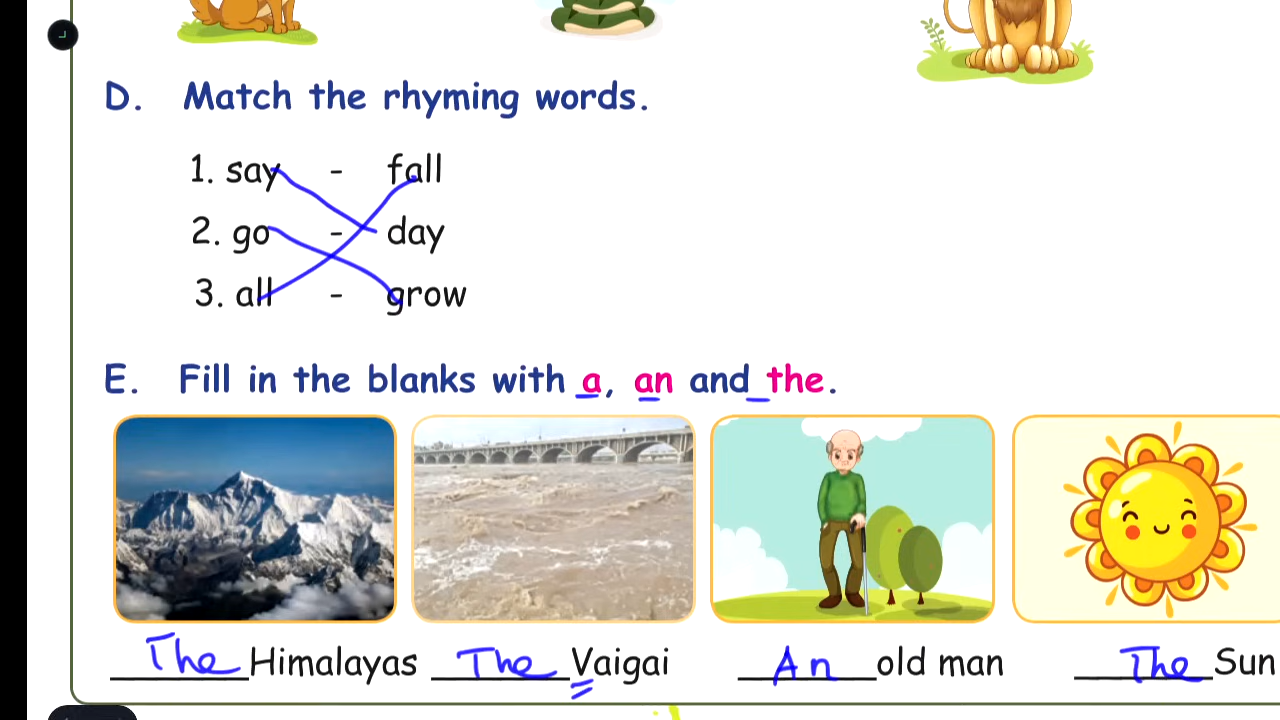 D. Match the rhyming words.
1. say - fall
2. go - day
3. all - grow
E. Fill in the blanks with a, an and the.
The Himalayas The Vaigai An old man The Sun